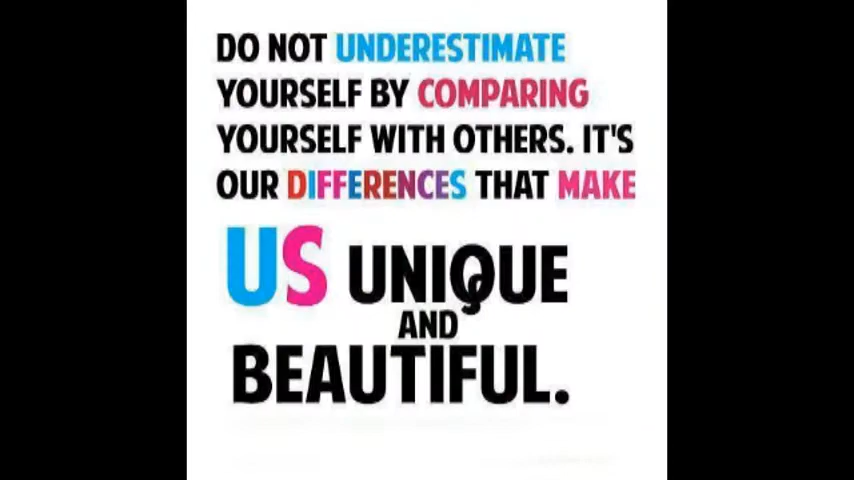 DO NOT UNDERESTIMATE
YOURSELF BY COMPARING
YOURSELF WITH OTHERS. IT'S
OUR DIFFERENCES THAT MAKE
US UNIQUE
AND
BEAUTIFUL.